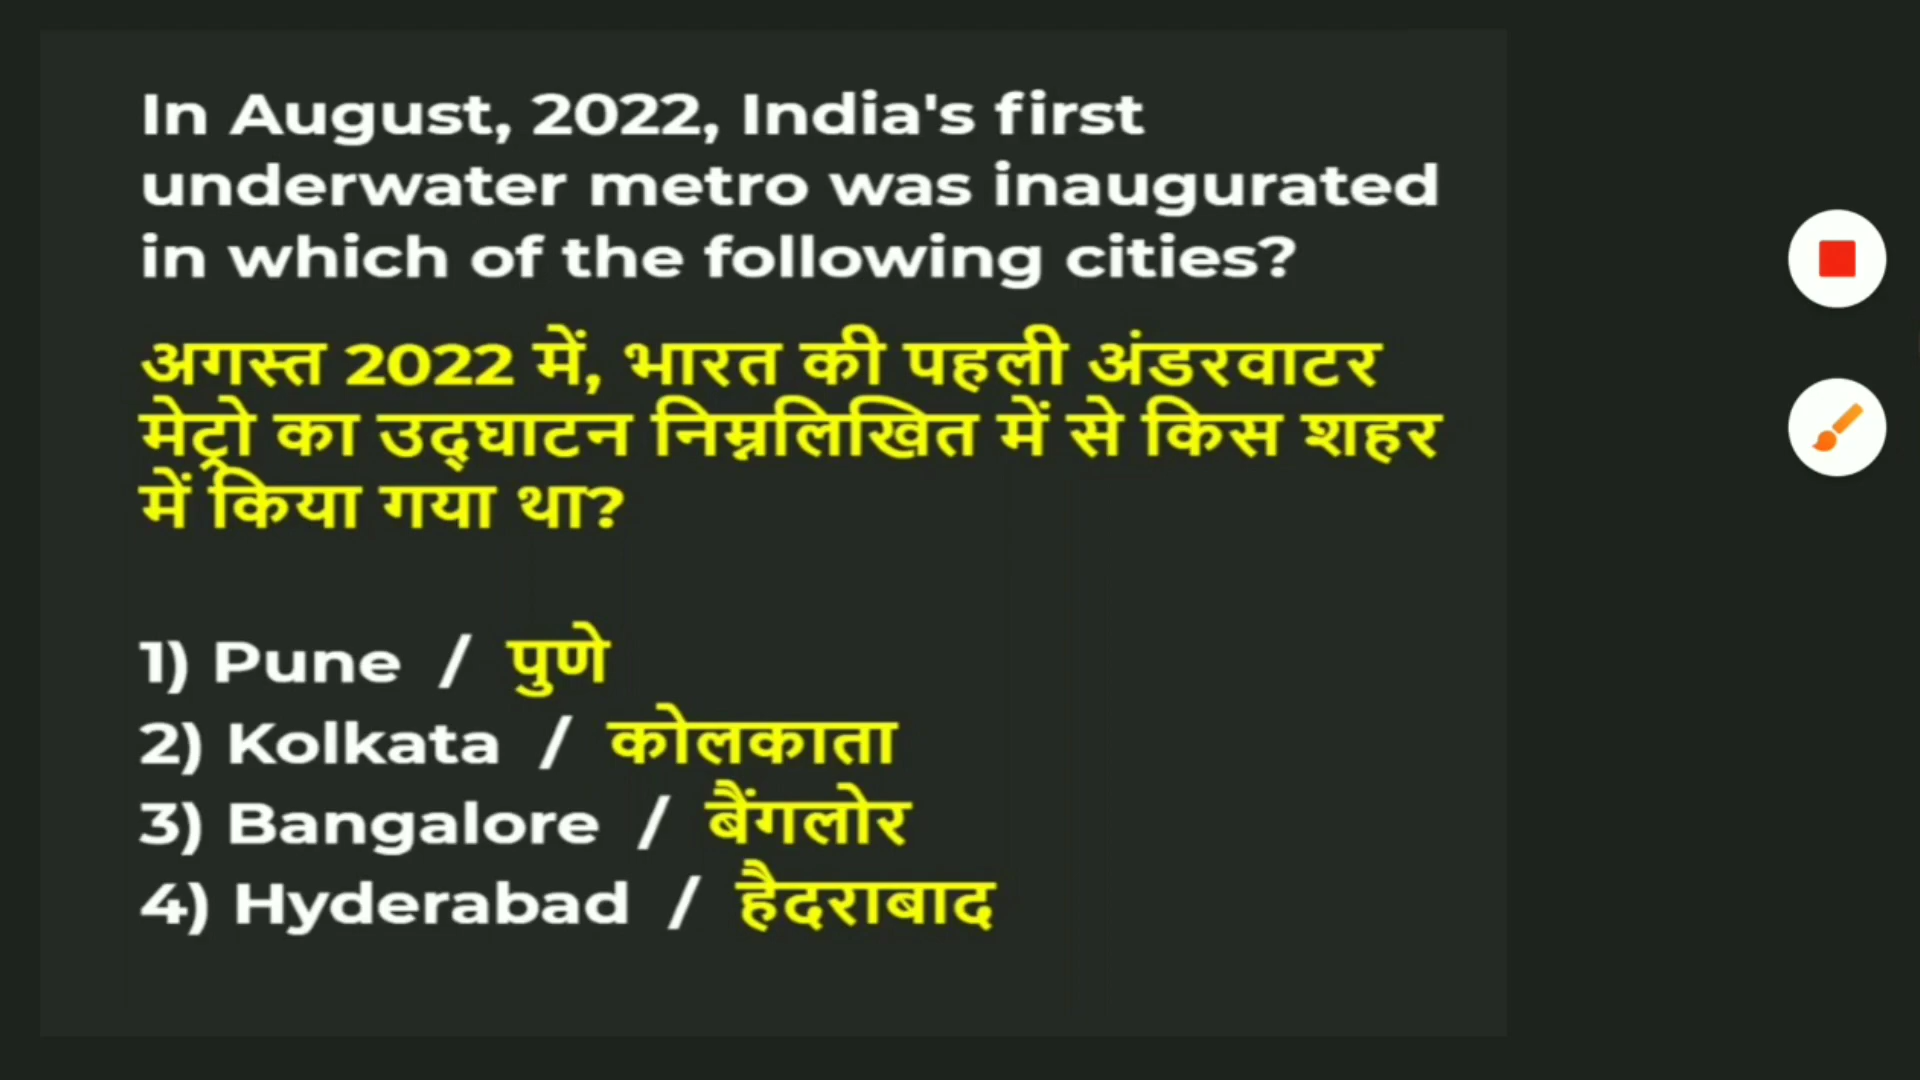 In August, 2022, India's first
underwater metro was inaugurated
in which of the following cities?
अगस्त 2022 में, भारत की पहली अंडरवाटर
मेट्रो का उद्घाटन निम्नलिखित में से किस शहर
में किया गया था?
1) Pune / पुणे
2) Kolkata / कोलकाता
3) Bangalore / बैंगलोर
4) Hyderabad / हैदराबाद